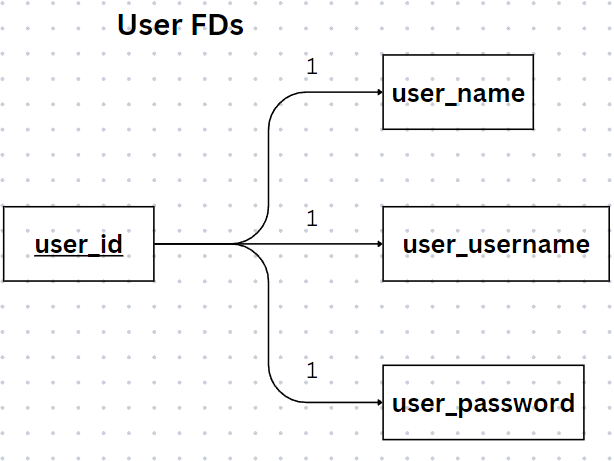 User FDs
1
user_name
user_id
1
user_username
1
user_password